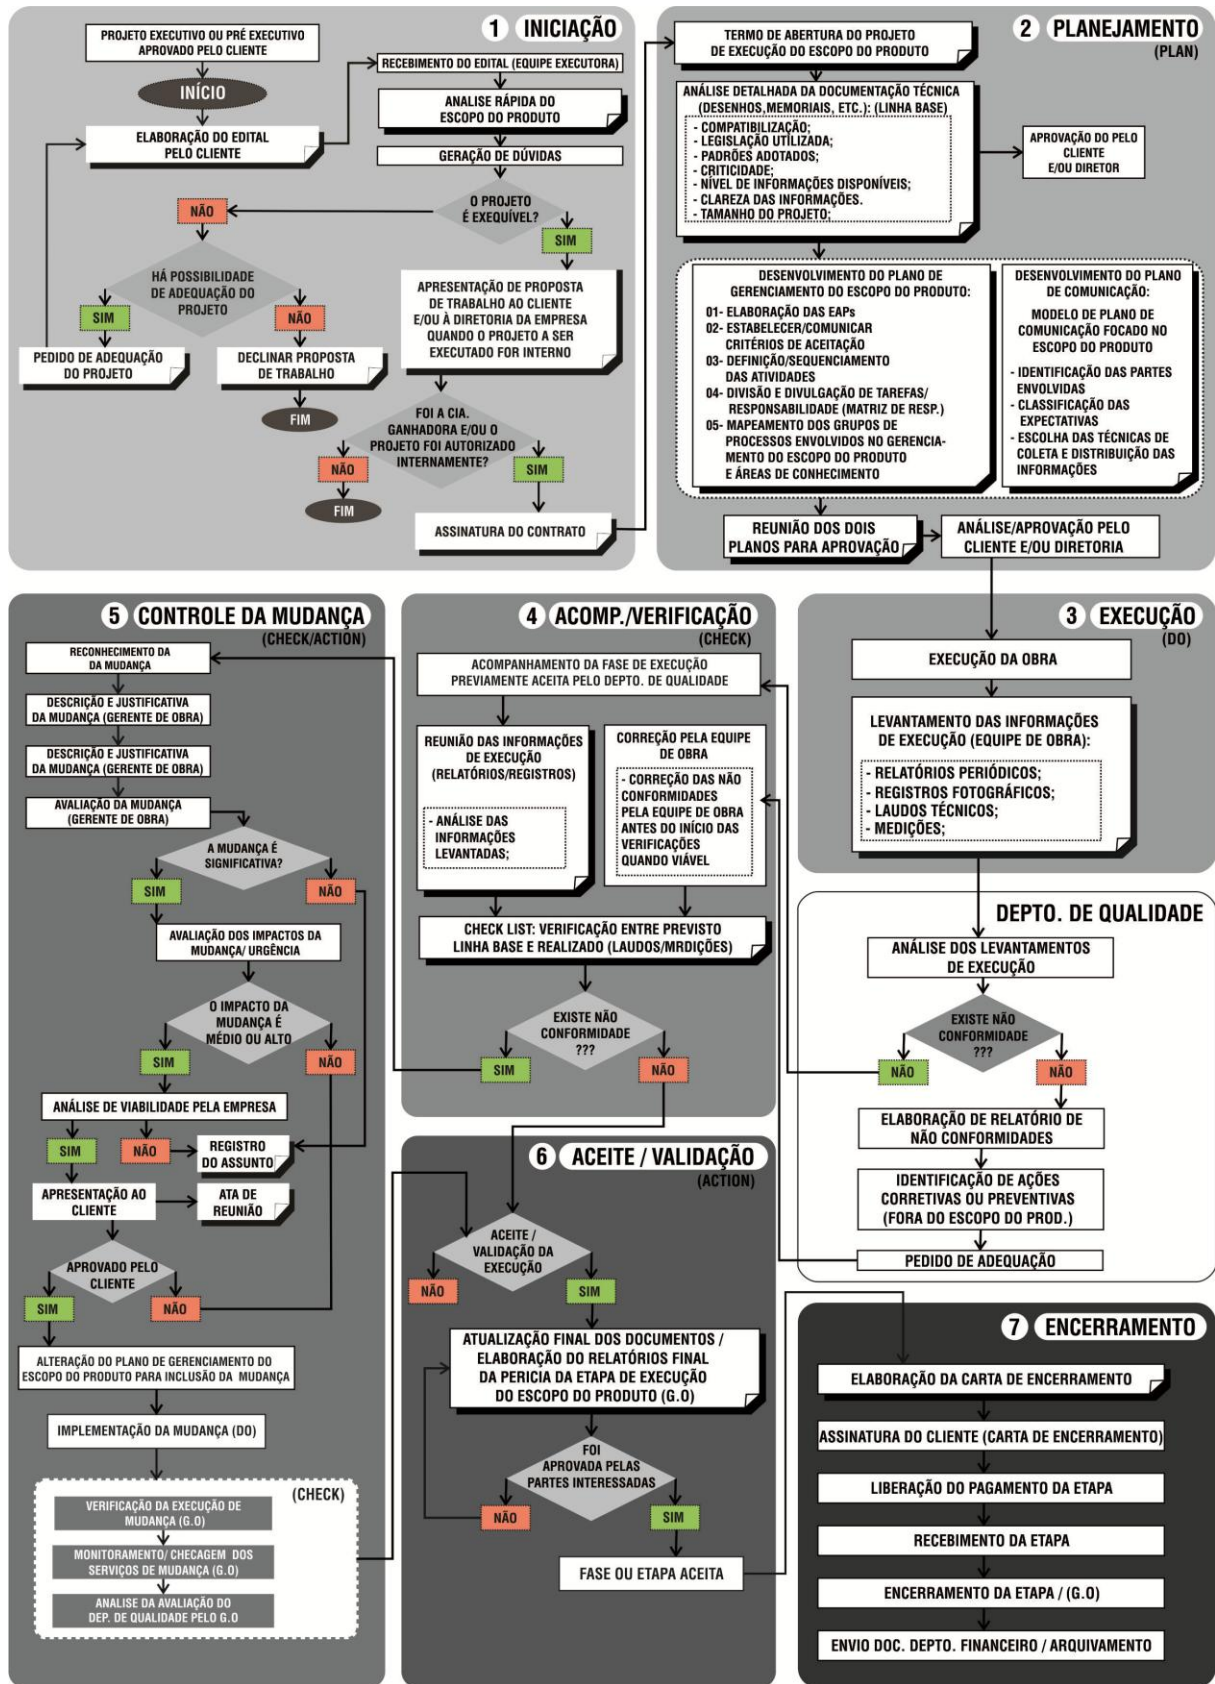 1 INICIAÇÃO
PROJETO EXECUTIVO OU PRÉ EXECUTIVO
APROVADO PELO CLIENTE
INÍCIO
ELABORAÇÃO DO EDITAL
PELO CLIENTE
RECEBIMENTO DO EDITAL (EQUIPE EXECUTORA)
ANALISE RÁPIDA DO
ESCOPO DO PRODUTO
GERAÇÃO DE DÚVIDAS
O PROJETO
É EXEQUÍVEL?
NÃO
SIM
HÁ POSSIBILIDADE
DE ADEQUAÇÃO DO
PROJETO
SIM
NÃO
PEDIDO DE ADEQUAÇÃO
DO PROJETO
DECLINAR PROPOSTA
DE TRABALHO
FIM
APRESENTAÇÃO DE PROPOSTA
DE TRABALHO AO CLIENTE
E/OU À DIRETORIA DA EMPRESA
QUANDO O PROJETO A SER
EXECUTADO FOR INTERNO
FOI A CIA.
GANHADORA E/OU O
PROJETO FOI AUTORIZADO
INTERNAMENTE?
NÃO
SIM
FIM
ASSINATURA DO CONTRATO
2 PLANEJAMENTO
(PLAN)
TERMO DE ABERTURA DO PROJETO
DE EXECUÇÃO DO ESCOPO DO PRODUTO
ANÁLISE DETALHADA DA DOCUMENTAÇÃO TÉCNICA
(DESENHOS,MEMORIAIS, ETC.): (LINHA BASE)
- COMPATIBILIZAÇÃO;
- LEGISLAÇÃO UTILIZADA;
- PADRÕES ADOTADOS;
- CRITICIDADE;
- NÍVEL DE INFORMAÇÕES DISPONÍVEIS;
- CLAREZA DAS INFORMAÇÕES.
- TAMANHO DO PROJETO;
APROVAÇÃO DO PELO
CLIENTE
E/OU DIRETOR
DESENVOLVIMENTO DO PLANO DE
GERENCIAMENTO DO ESCOPO DO PRODUTO:
01- ELABORAÇÃO DAS EAPs
02- ESTABELECER/COMUNICAR
CRITÉRIOS DE ACEITAÇÃO
03- DEFINIÇÃO/SEQUENCIAMENTO
DAS ATIVIDADES
04- DIVISÃO E DIVULGAÇÃO DE TAREFAS/
RESPONSABILIDADE (MATRIZ DE RESP.)
05- MAPEAMENTO DOS GRUPOS DE
PROCESSOS ENVOLVIDOS NO GERENCIA-
MENTO DO ESCOPO DO PRODUTO
E ÁREAS DE CONHECIMENTO
DESENVOLVIMENTO DO PLANO
DE COMUNICAÇÃO:
MODELO DE PLANO DE
COMUNICAÇÃO FOCADO NO
ESCOPO DO PRODUTO
- IDENTIFICAÇÃO DAS PARTES
ENVOLVIDAS
- CLASSIFICAÇÃO DAS
EXPECTATIVAS
- ESCOLHA DAS TÉCNICAS DE
COLETA E DISTRIBUIÇÃO DAS
INFORMAÇÕES
REUNIÃO DOS DOIS
PLANOS PARA APROVAÇÃO
ANÁLISE/APROVAÇÃO PELO
CLIENTE E/OU DIRETORIA
3 EXECUÇÃO
(DO)
EXECUÇÃO DA OBRA
LEVANTAMENTO DAS INFORMAÇÕES
DE EXECUÇÃO (EQUIPE DE OBRA):
- RELATÓRIOS PERIÓDICOS;
- REGISTROS FOTOGRÁFICOS;
- LAUDOS TÉCNICOS;
- MEDIÇÕES;
DEPTO. DE QUALIDADE
ANÁLISE DOS LEVANTAMENTOS
DE EXECUÇÃO
EXISTE NÃO
CONFORMIDADE
???
NÃO
NÃO
ELABORAÇÃO DE RELATÓRIO DE
NÃO CONFORMIDADES
IDENTIFICAÇÃO DE AÇÕES
CORRETIVAS OU PREVENTIVAS
(FORA DO ESCOPO DO PROD.)
PEDIDO DE ADEQUAÇÃO
4 ACOMP./VERIFICAÇÃO
(CHECK)
ACOMPANHAMENTO DA FASE DE EXECUÇÃO
PREVIAMENTE ACEITA PELO DEPTO. DE QUALIDADE
REUNIÃO DAS INFORMAÇÕES
DE EXECUÇÃO
(RELATÓRIOS/REGISTROS)
- ANÁLISE DAS
INFORMAÇÕES
LEVANTADAS;
CORREÇÃO PELA EQUIPE
DE OBRA
- CORREÇÃO DAS NÃO
CONFORMIDADES
PELA EQUIPE DE OBRA
ANTES DO INÍCIO DAS
VERIFICAÇÕES
QUANDO VIÁVEL
CHECK LIST: VERIFICAÇÃO ENTRE PREVISTO
LINHA BASE E REALIZADO (LAUDOS/MRDIÇÕES)
EXISTE NÃO
CONFORMIDADE
???
SIM
NÃO
5 CONTROLE DA MUDANÇA
(CHECK/ACTION)
RECONHECIMENTO DA
DA MUDANÇA
DESCRIÇÃO E JUSTIFICATIVA
DA MUDANÇA (GERENTE DE OBRA)
DESCRIÇÃO E JUSTIFICATIVA
DA MUDANÇA (GERENTE DE OBRA)
AVALIAÇÃO DA MUDANÇA
(GERENTE DE OBRA)
A MUDANÇA É
SIGNIFICATIVA?
SIM
NÃO
AVALIAÇÃO DOS IMPACTOS DA
MUDANÇA/ URGÊNCIA
O IMPACTO DA
MUDANÇA É
MÉDIO OU ALTO
SIM
NÃO
ANÁLISE DE VIABILIDADE PELA EMPRESA
SIM
NÃO
REGISTRO
DO ASSUNTO
APRESENTAÇÃO AO
CLIENTE
ATA DE
REUNIÃO
APROVADO PELO
CLIENTE
SIM
NÃO
ALTERAÇÃO DO PLANO DE GERENCIAMENTO DO
ESCOPO DO PRODUTO PARA INCLUSÃO DA MUDANÇA
IMPLEMENTAÇÃO DA MUDANÇA (DO)
(CHECK)
VERIFICAÇÃO DA EXECUÇÃO DE
MUDANÇA (G.O)
MONITORAMENTO/ CHECAGEM DOS
SERVIÇOS DE MUDANÇA (G.O)
ANALISE DA AVALIAÇÃO DO
DEP. DE QUALIDADE PELO G.O
6 ACEITE / VALIDAÇÃO
(ACTION)
ACEITE /
VALIDAÇÃO DA
EXECUÇÃO
NÃO
SIM
ATUALIZAÇÃO FINAL DOS DOCUMENTOS /
ELABORAÇÃO DO RELATÓRIOS FINAL
DA PERICIA DA ETAPA DE EXECUÇÃO
DO ESCOPO DO PRODUTO (G.O)
FOI
APROVADA PELAS
PARTES INTERESSADAS
NÃO
SIM
FASE OU ETAPA ACEITA
7 ENCERRAMENTO
ELABORAÇÃO DA CARTA DE ENCERRAMENTO
ASSINATURA DO CLIENTE (CARTA DE ENCERRAMENTO)
LIBERAÇÃO DO PAGAMENTO DA ETAPA
RECEBIMENTO DA ETAPA
ENCERRAMENTO DA ETAPA / (G.O)
ENVIO DOC. DEPTO. FINANCEIRO / ARQUIVAMENTO